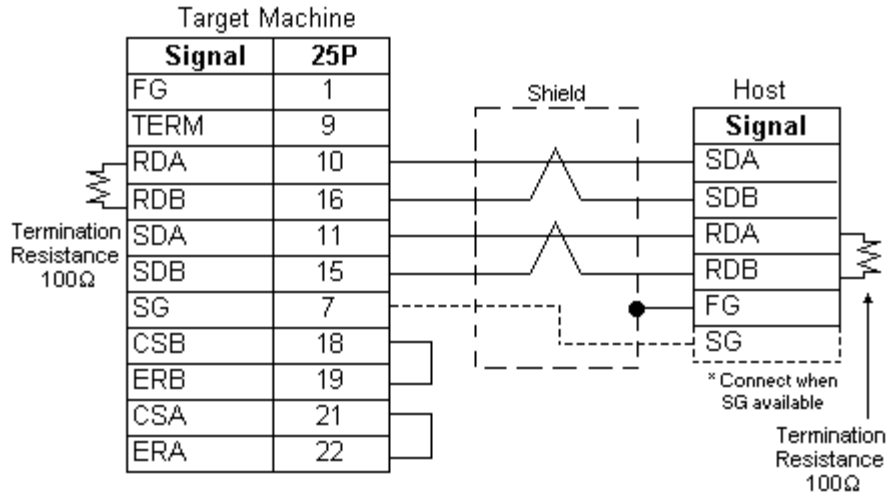 Target Machine
Signal 25P
FG 1
TERM 9
RDA 10
RDB 16
SDA 11
SDB 15
SG 7
CSB 18
ERB 19
CSA 21
ERA 22
Termination
Resistance
100Ω
Shield
Host
Signal
SDA
SDB
RDA
RDB
FG
SG
* Connect when
SG available
Termination
Resistance
100Ω